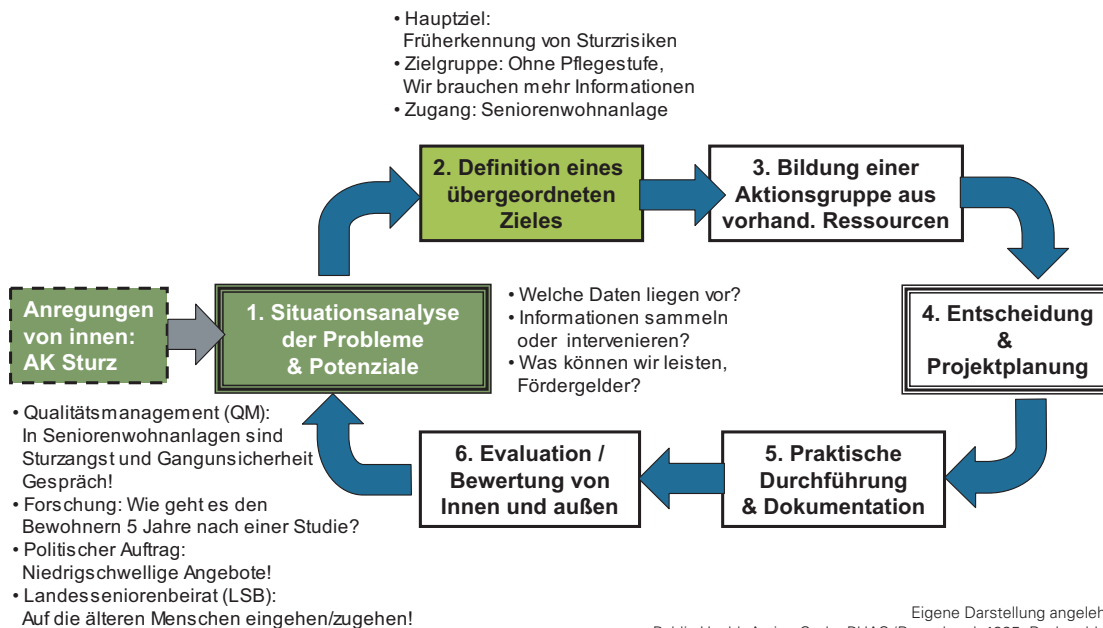 • Hauptziel:
Früherkennung von Sturzrisiken
• Zielgruppe: Ohne Pflegestufe,
Wir brauchen mehr Informationen
• Zugang: Seniorenwohnanlage
2. Definition eines
übergeordneten
Zieles
3. Bildung einer
Aktionsgruppe aus
vorhand. Ressourcen
Anregungen
von innen:
AK Sturz
1. Situationsanalyse
der Probleme
& Potenziale
• Welche Daten liegen vor?
• Informationen sammeln
oder intervenieren?
• Was können wir leisten,
Fördergelder?
4. Entscheidung
&
Projektplanung
• Qualitätsmanagement (QM):
In Seniorenwohnanlagen sind
Sturzangst und Gangunsicherheit
Gespräch!
• Forschung: Wie geht es den
Bewohnern 5 Jahre nach einer Studie?
• Politischer Auftrag:
Niedrigschwellige Angebote!
• Landesseniorenbeirat (LSB):
Auf die älteren Menschen eingehen/zugehen!
6. Evaluation /
Bewertung von
Innen und außen
5. Praktische
Durchführung
& Dokumentation
Eigene Darstellung angeleh